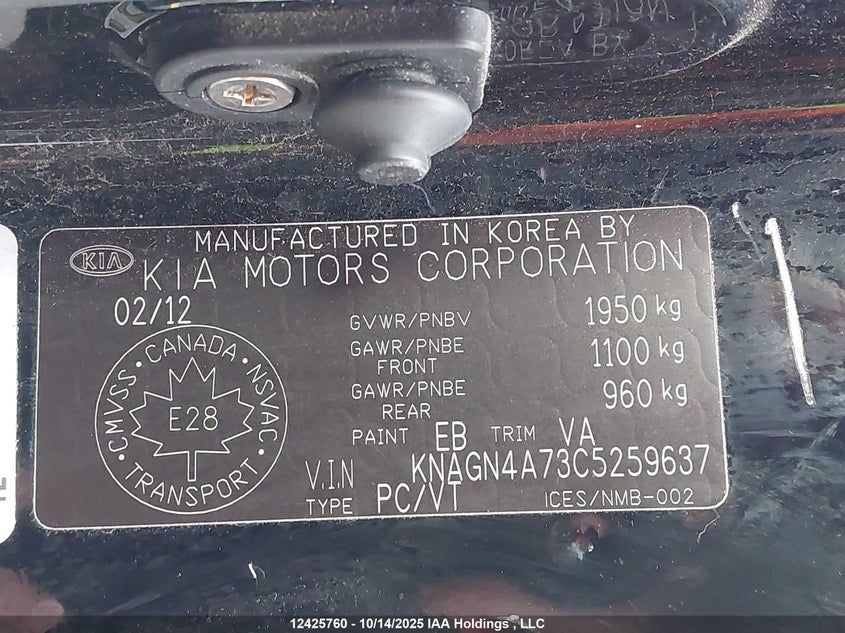 MANUFACTURED IN KOREA BY
KIA KIA MOTORS CORPORATION
02/12
GVWR/PNBV 1950 kg
GAWR/PNBE FRONT 1100 kg
GAWR/PNBE REAR 960 kg
PAINT EB TRIM VA
V.I.N KNAGN4A73C5259637
TYPE PC/VT ICES/NMB-002
CMVSS • CANADA • NSVAC • TRANSPORT •
E28
12425760 - 10/14/2025 IAA Holdings , LLC